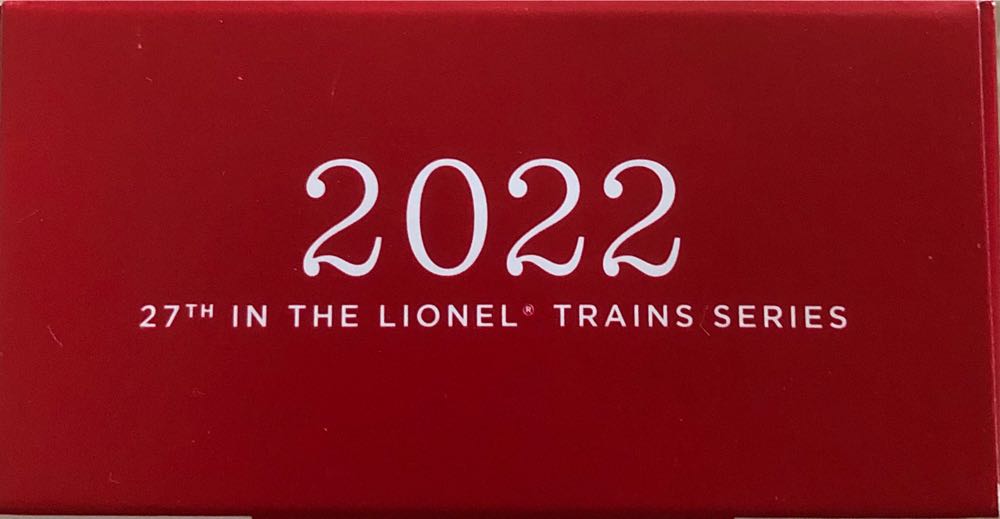 2022
27TH IN THE LIONEL® TRAINS SERIES